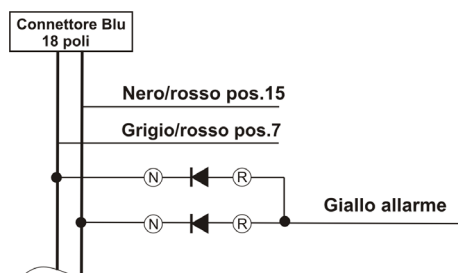 Connettore Blu
18 poli
Nero/rosso pos.15
Grigio/rosso pos.7
N R
Giallo allarme
N R